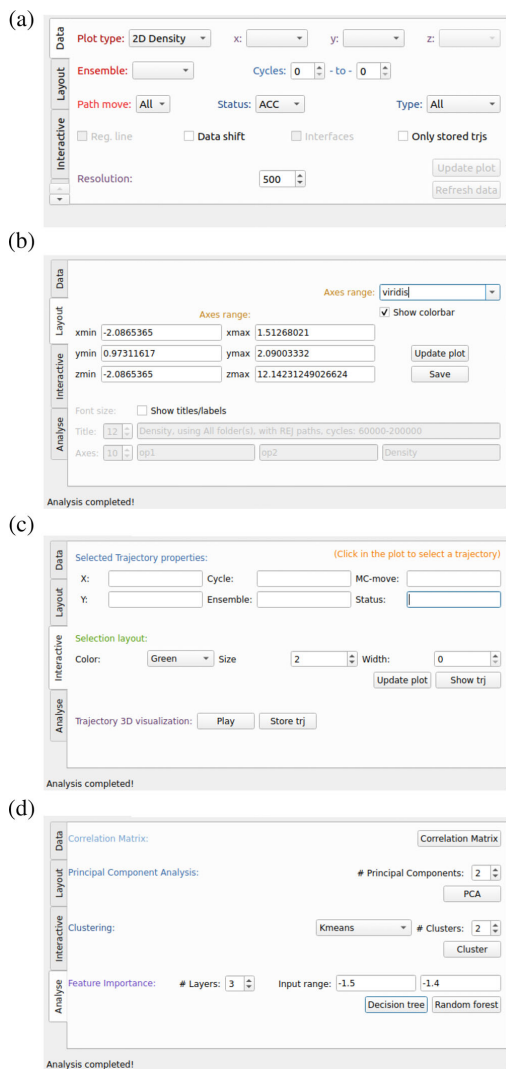 (a)
Data
Layout
Interactive
Plot type: 2D Density x: y: z:
Ensemble: Cycles: 0 - to - 0
Path move: All Status: ACC Type: All
Reg. line Data shift Interfaces Only stored trjs
Update plot
Resolution: 500
Refresh data
(b)
Data
Layout
Interactive
Analyse
Axes range: viridis
Axes range: Show colorbar
xmin -2.0865365 xmax 1.51268021
ymin 0.97311617 ymax 2.09003332 Update plot
zmin -2.0865365 zmax 12.14231249026624 Save
Font size: Show titles/labels
Title: 12 Density, using All folder(s), with REJ paths, cycles: 60000-200000
Axes: 10 op1 op2 Density
Analysis completed!
(c)
Data
Layout
Interactive
Analyse
Selected Trajectory properties: (Click in the plot to select a trajectory)
X: Cycle: MC-move:
Y: Ensemble: Status:
Selection layout:
Color: Green Size 2 Width: 0
Update plot Show trj
Trajectory 3D visualization: Play Store trj
Analysis completed!
(d)
Data
Layout
Interactive
Analyse
Correlation Matrix: Correlation Matrix
Principal Component Analysis: # Principal Components: 2
PCA
Clustering: Kmeans # Clusters: 2
Cluster
Feature Importance: # Layers: 3 Input range: -1.5 -1.4
Decision tree Random forest
Analysis completed!